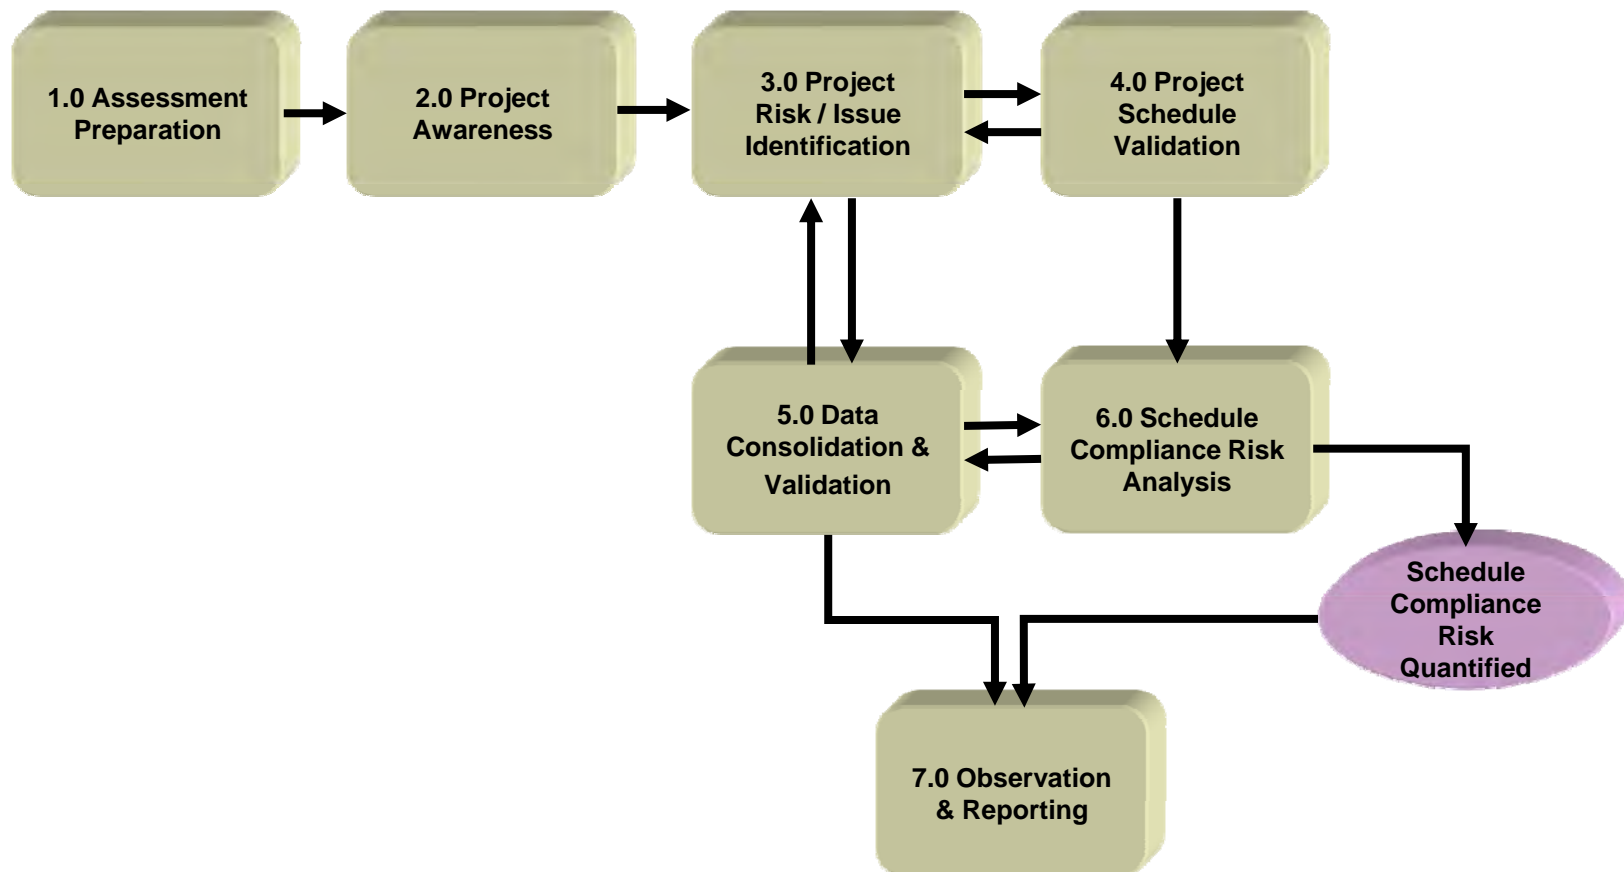 1.0 Assessment
Preparation
2.0 Project
Awareness
3.0 Project
Risk / Issue
Identification
4.0 Project
Schedule
Validation
5.0 Data
Consolidation &
Validation
6.0 Schedule
Compliance Risk
Analysis
Schedule
Compliance
Risk
Quantified
7.0 Observation
& Reporting